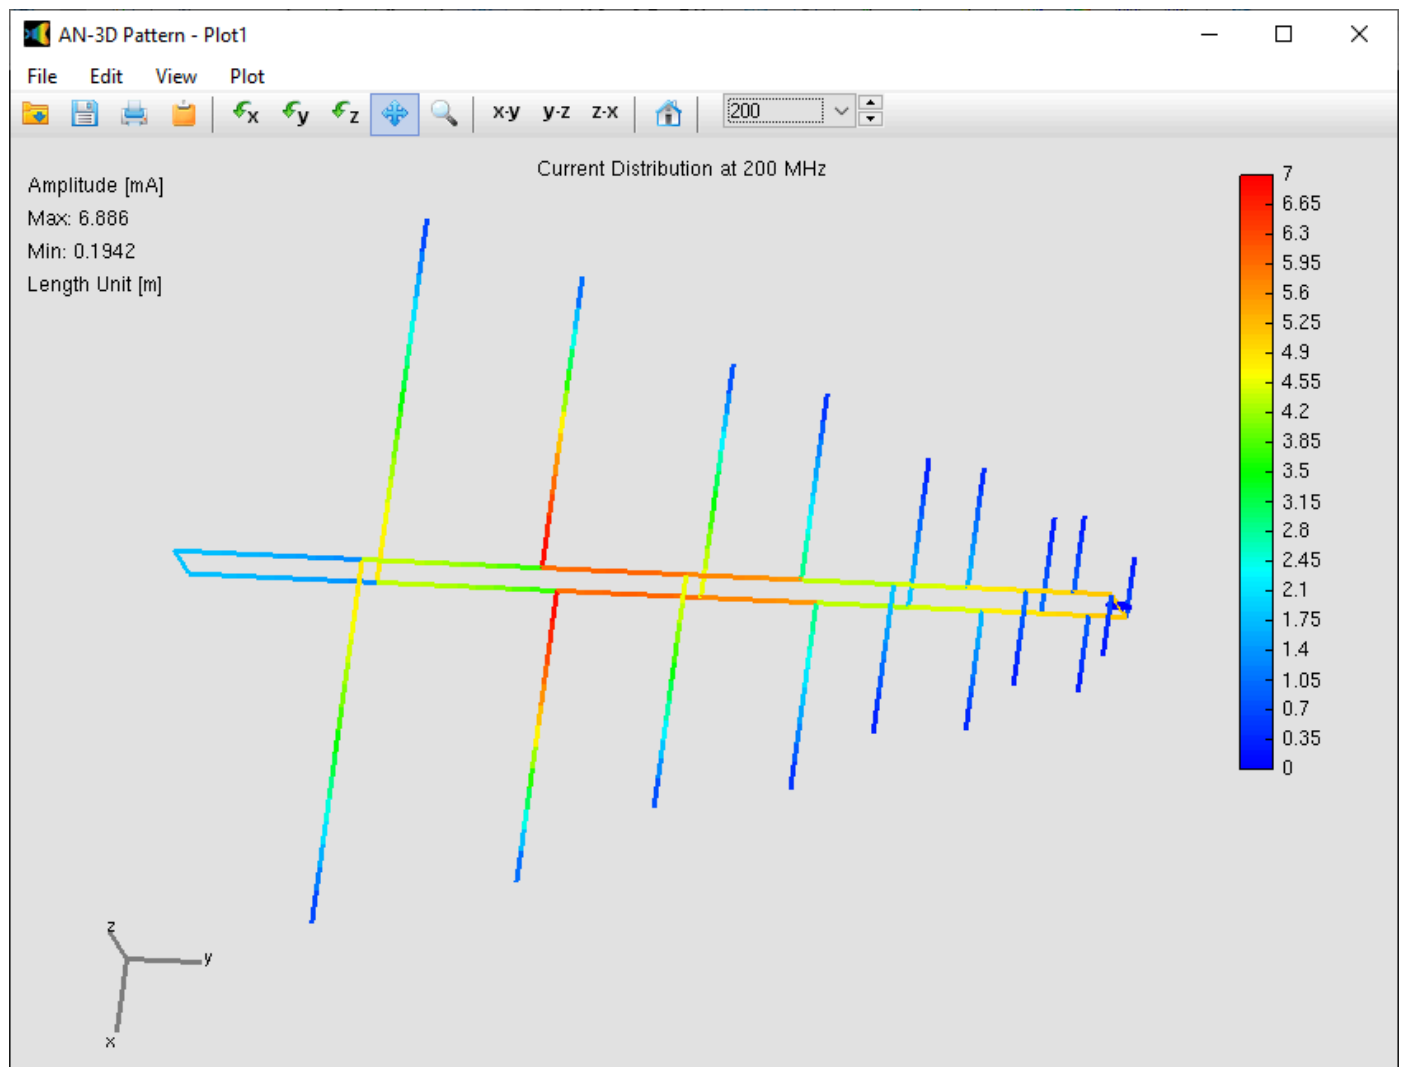 AN-3D Pattern - Plot1
File Edit View Plot
x y z x-y y-z z-x 200
Current Distribution at 200 MHz
Amplitude [mA]
Max: 6.886
Min: 0.1942
Length Unit [m]
7
6.65
6.3
5.95
5.6
5.25
4.9
4.55
4.2
3.85
3.5
3.15
2.8
2.45
2.1
1.75
1.4
1.05
0.7
0.35
0
z
y
x